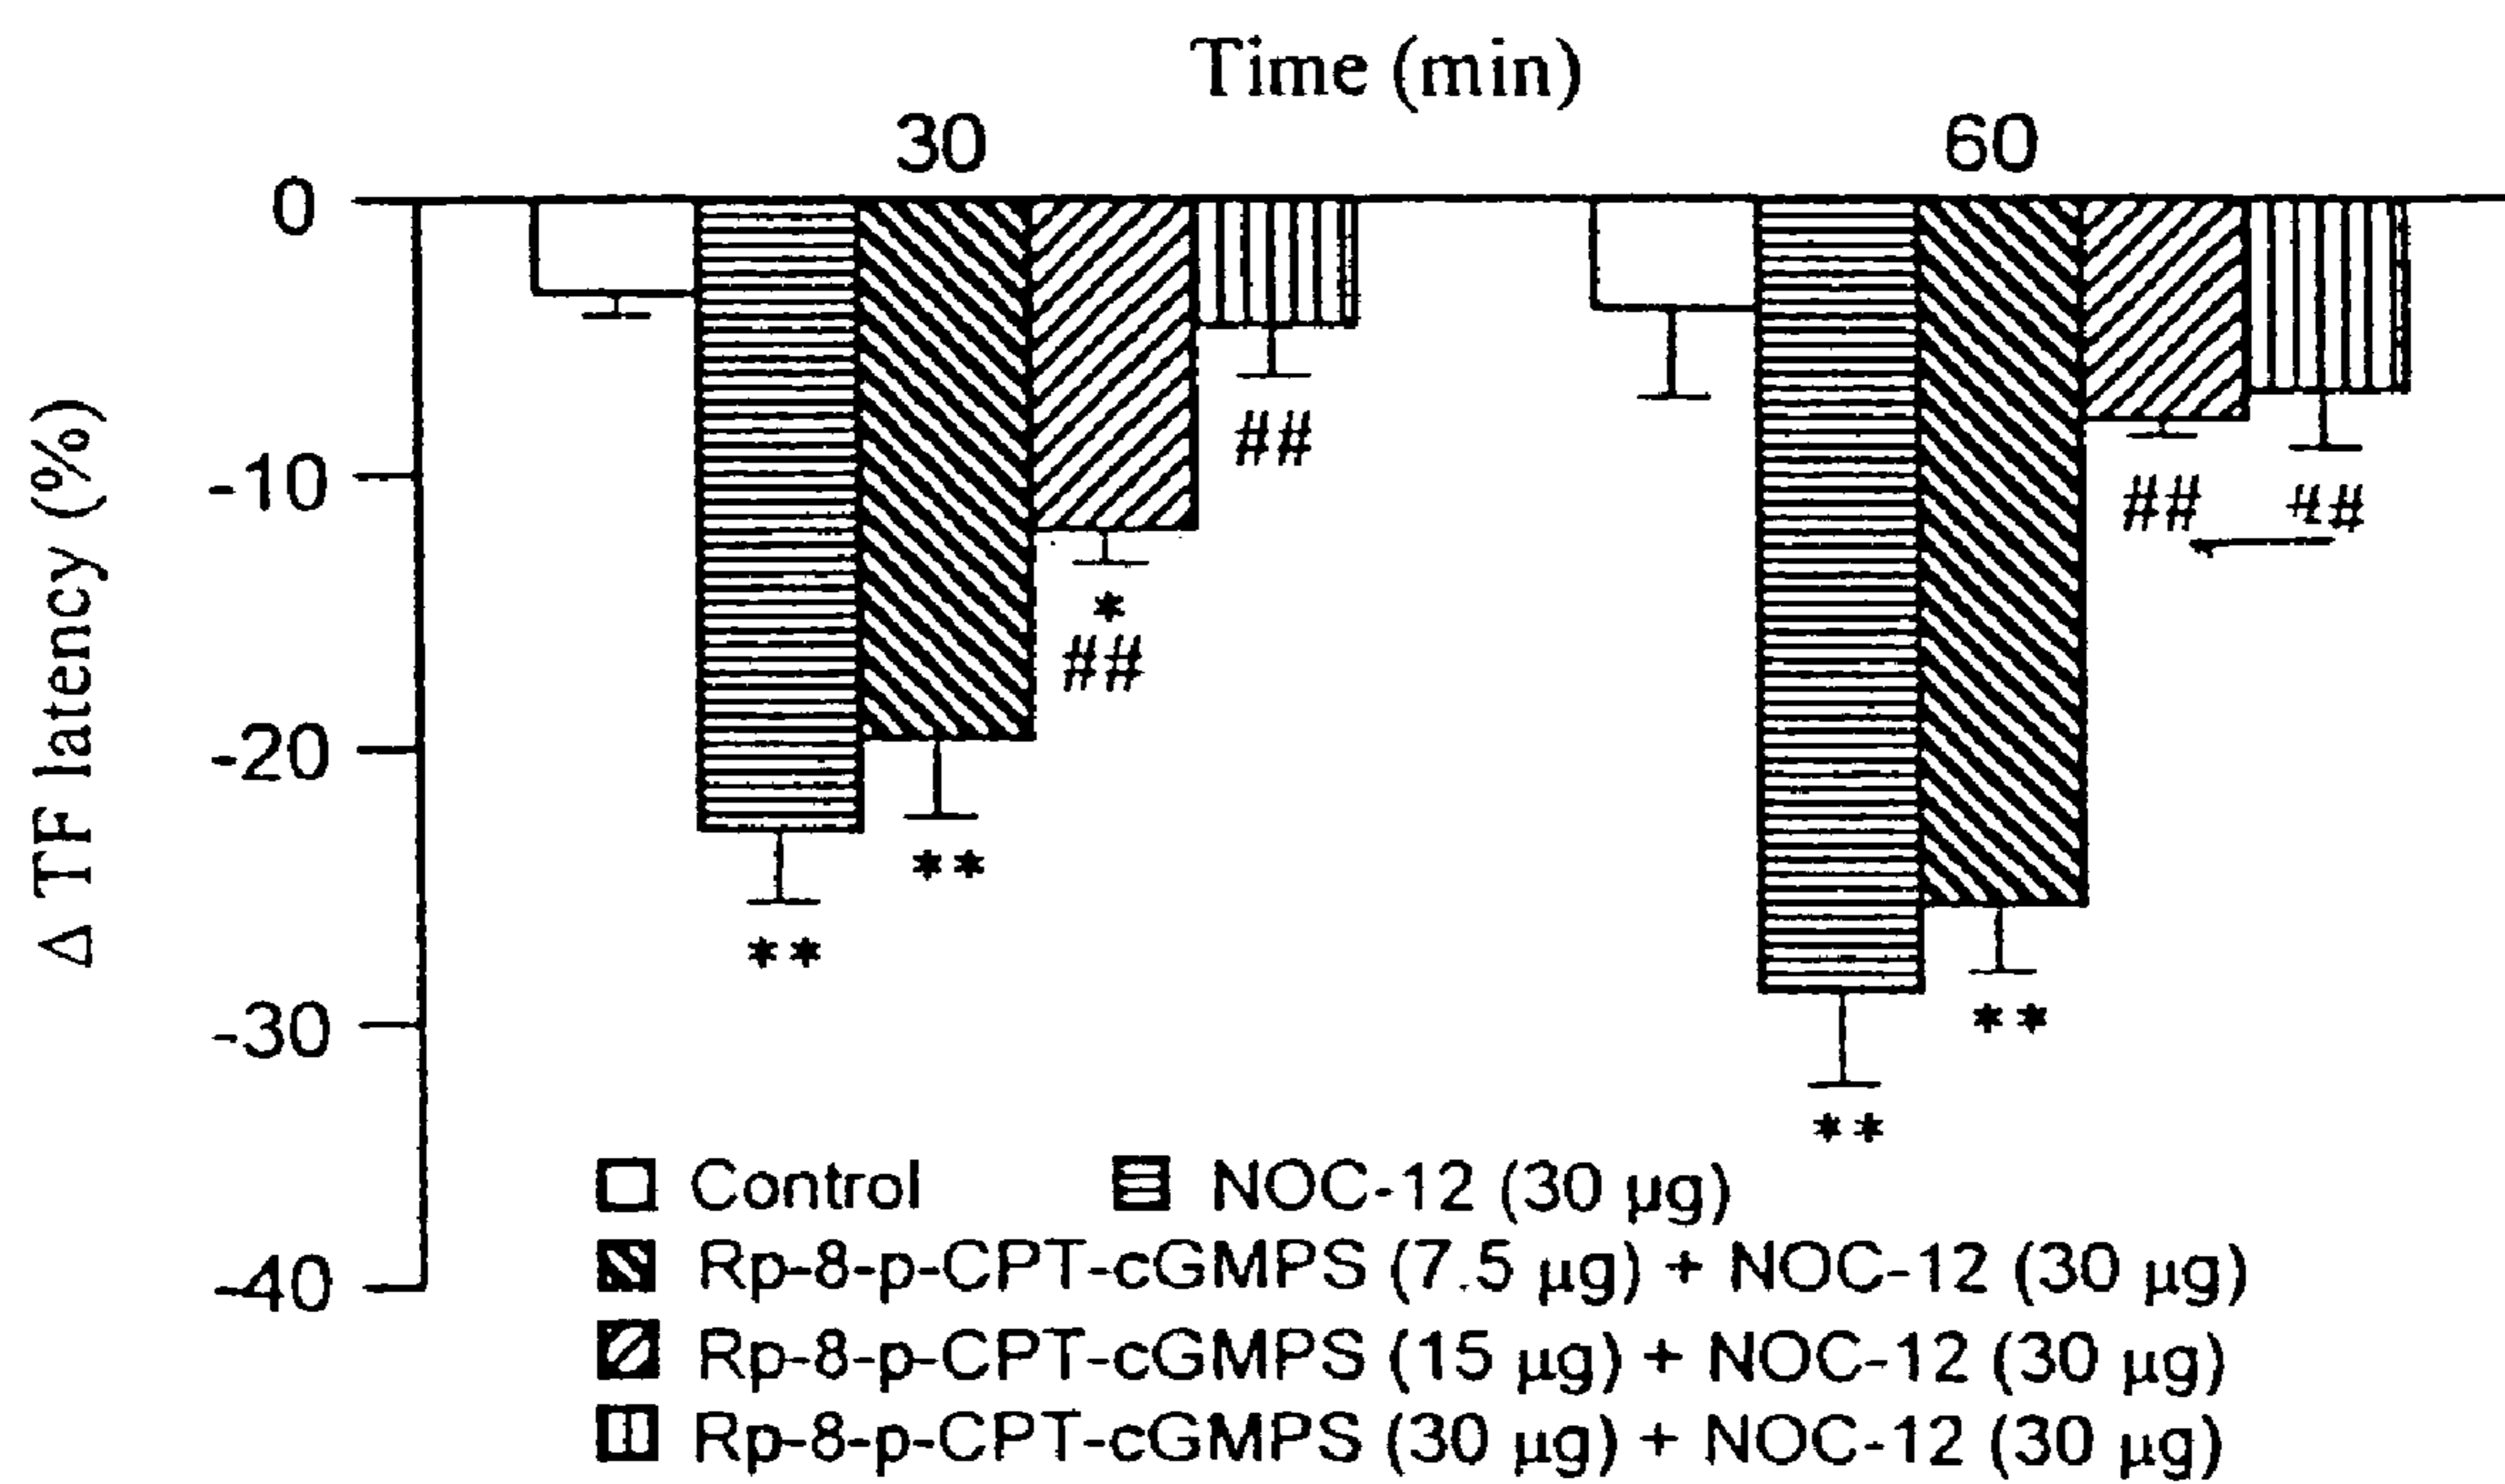 Time (min)
30 60
0
-10
-20
-30
-40
Δ TF latency (%)
##
## ##
*
##
**
**
**
**
Control NOC-12 (30 µg)
Rp-8-p-CPT-cGMPS (7.5 µg) + NOC-12 (30 µg)
Rp-8-p-CPT-cGMPS (15 µg) + NOC-12 (30 µg)
Rp-8-p-CPT-cGMPS (30 µg) + NOC-12 (30 µg)